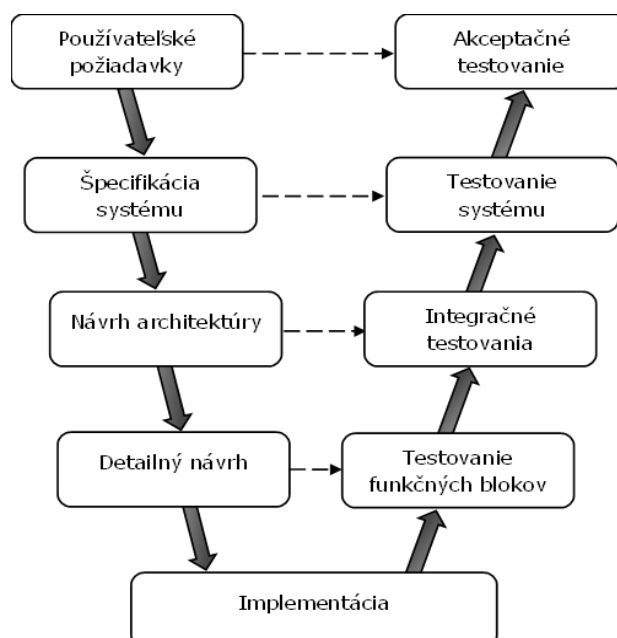 Používateľské
požiadavky
Akceptačné
testovanie
Špecifikácia
systému
Testovanie
systému
Návrh architektúry
Integračné
testovania
Detailný návrh
Testovanie
funkčných blokov
Implementácia